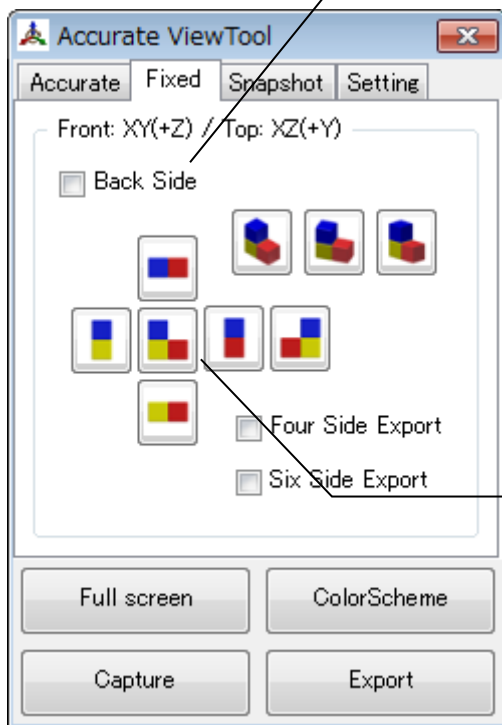 Accurate ViewTool
Accurate Fixed Snapshot Setting
Front: XY(+Z) / Top: XZ(+Y)
Back Side
Four Side Export
Six Side Export
Full screen ColorScheme
Capture Export